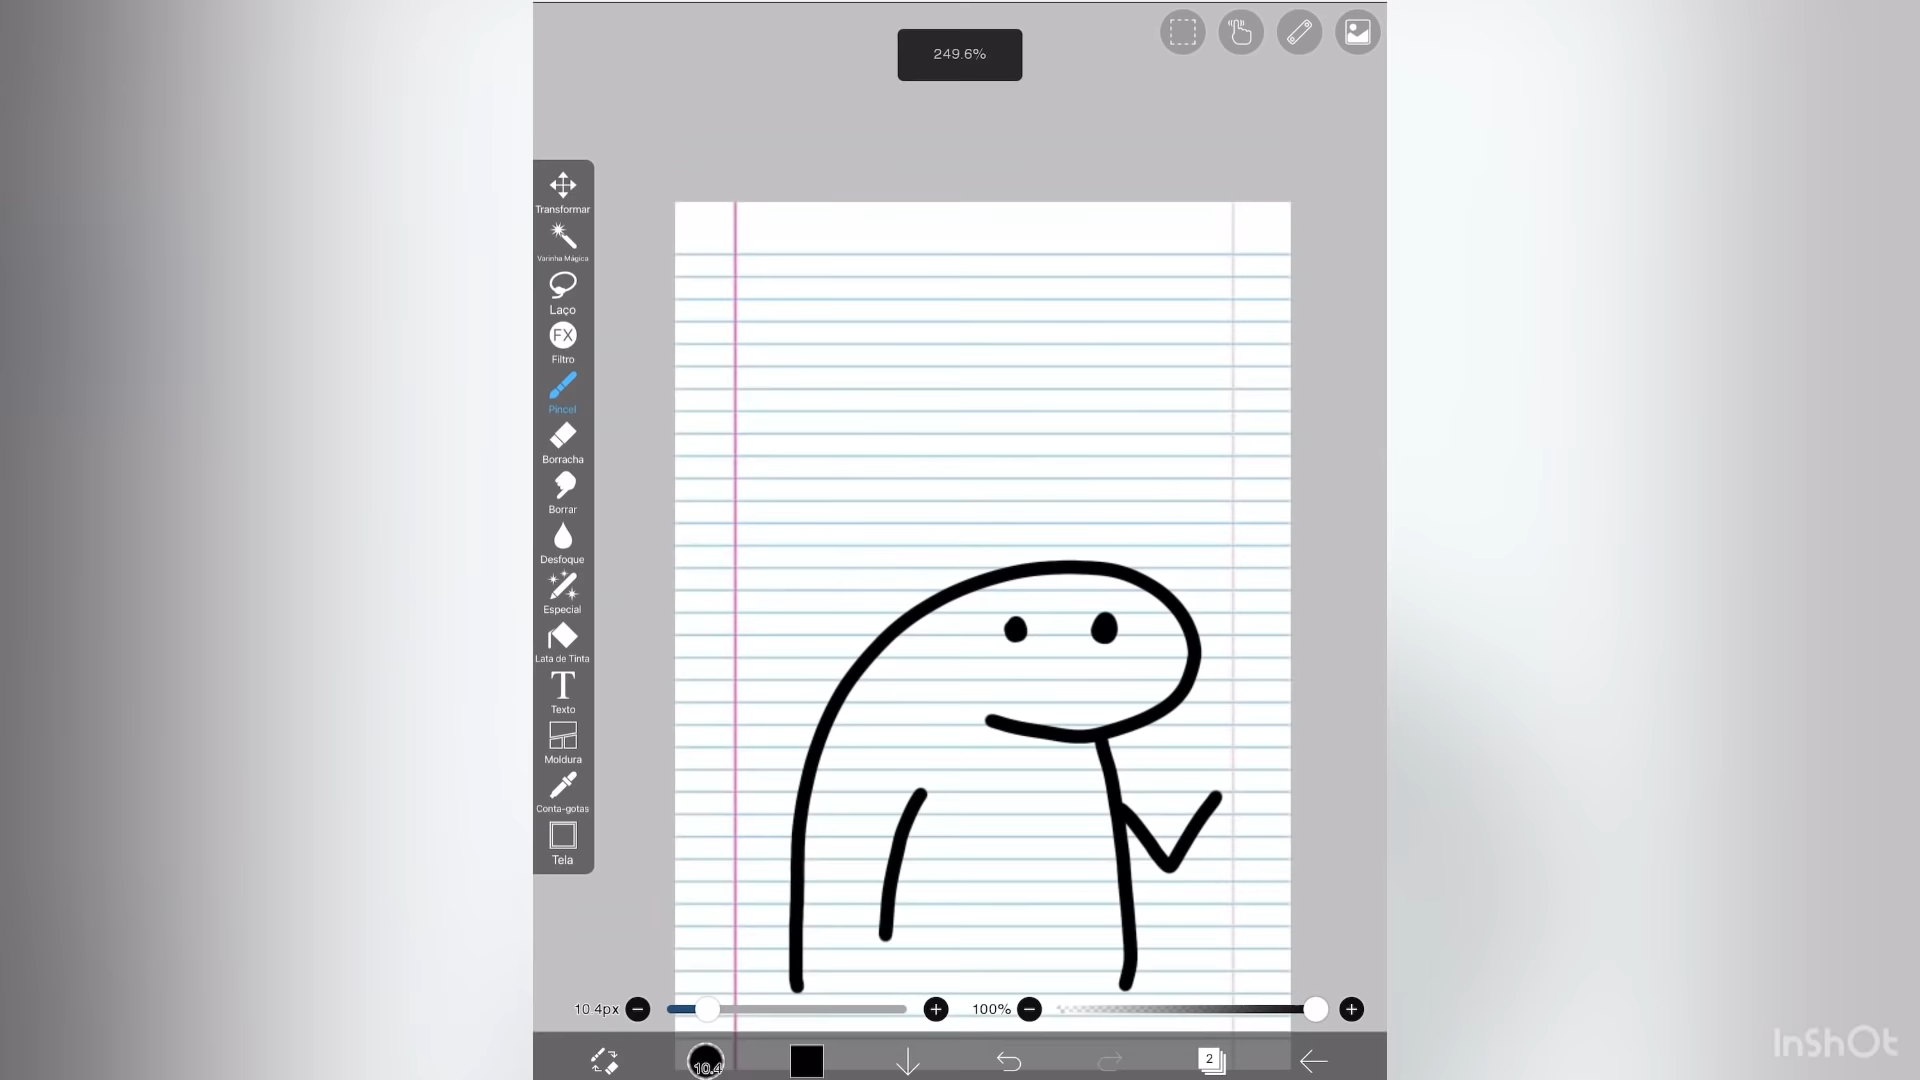 249.6%
Transformar
Varinha Mágica
Laço
FX
Filtro
Pincel
Borracha
Borrar
Desfoque
Especial
Lata de Tinta
T
Texto
Moldura
Conta-gotas
Tela
10.4px
100%
10.4
2
InShOt